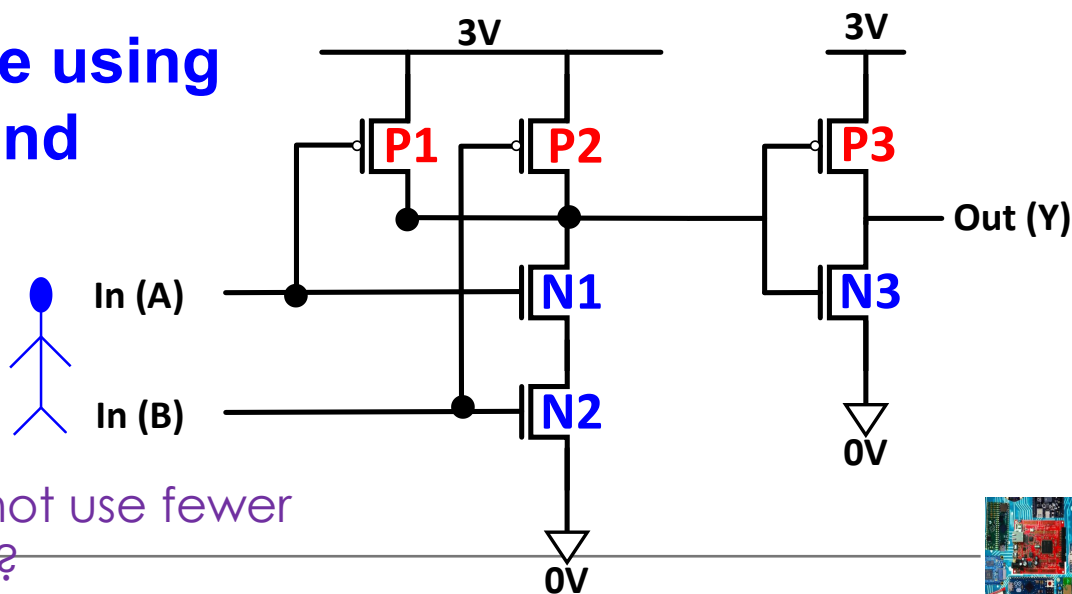 e using
nd
3V
3V
P1
P2
P3
Out (Y)
In (A)
N1
N3
In (B)
N2
0V
not use fewer
?
0V